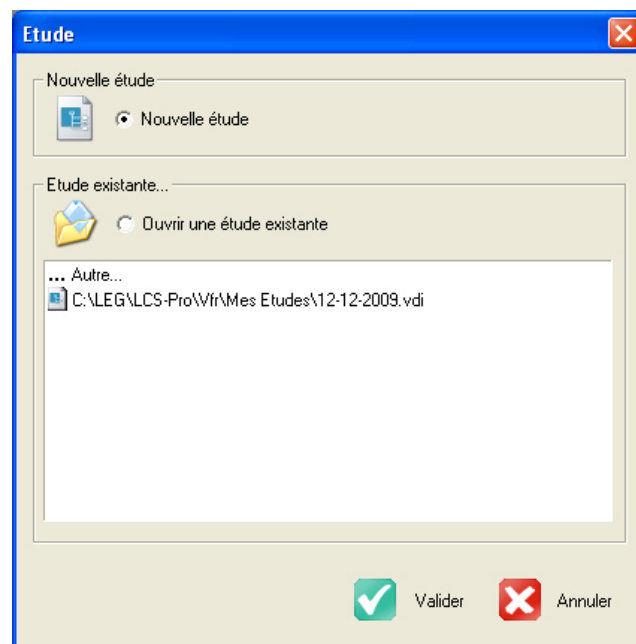 Etude
Nouvelle étude
Nouvelle étude
Etude existante...
Ouvrir une étude existante
... Autre...
C:\LEG\LCS-Pro\Vfr\Mes Etudes\12-12-2009.vdi
Valider Annuler